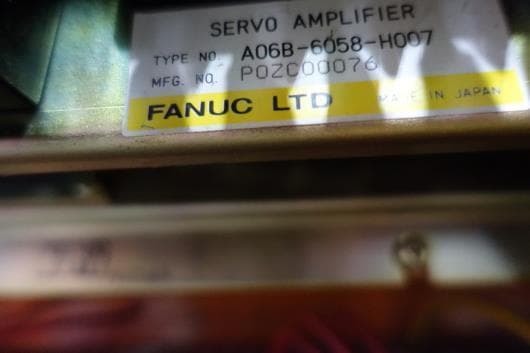 SERVO AMPLIFIER
TYPE NO. A06B-6058-H007
MFG. NO. P0ZC00076
FANUC LTD MADE IN JAPAN